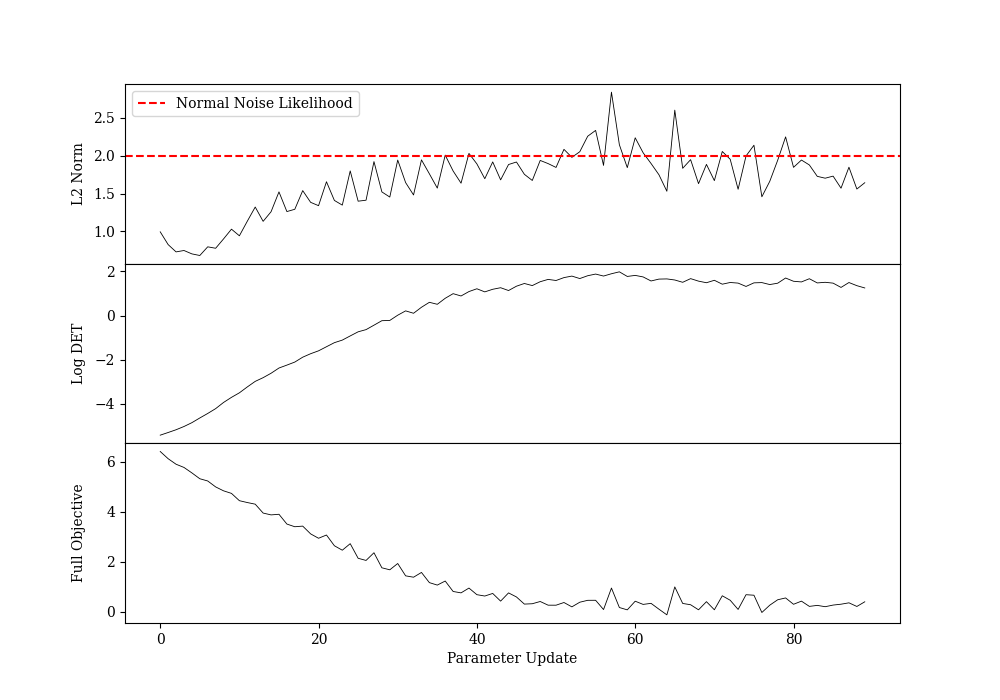 Normal Noise Likelihood
L2 Norm
2.5
2.0
1.5
1.0
Log DET
2
0
−2
−4
Full Objective
6
4
2
0
0 20 40 60 80
Parameter Update